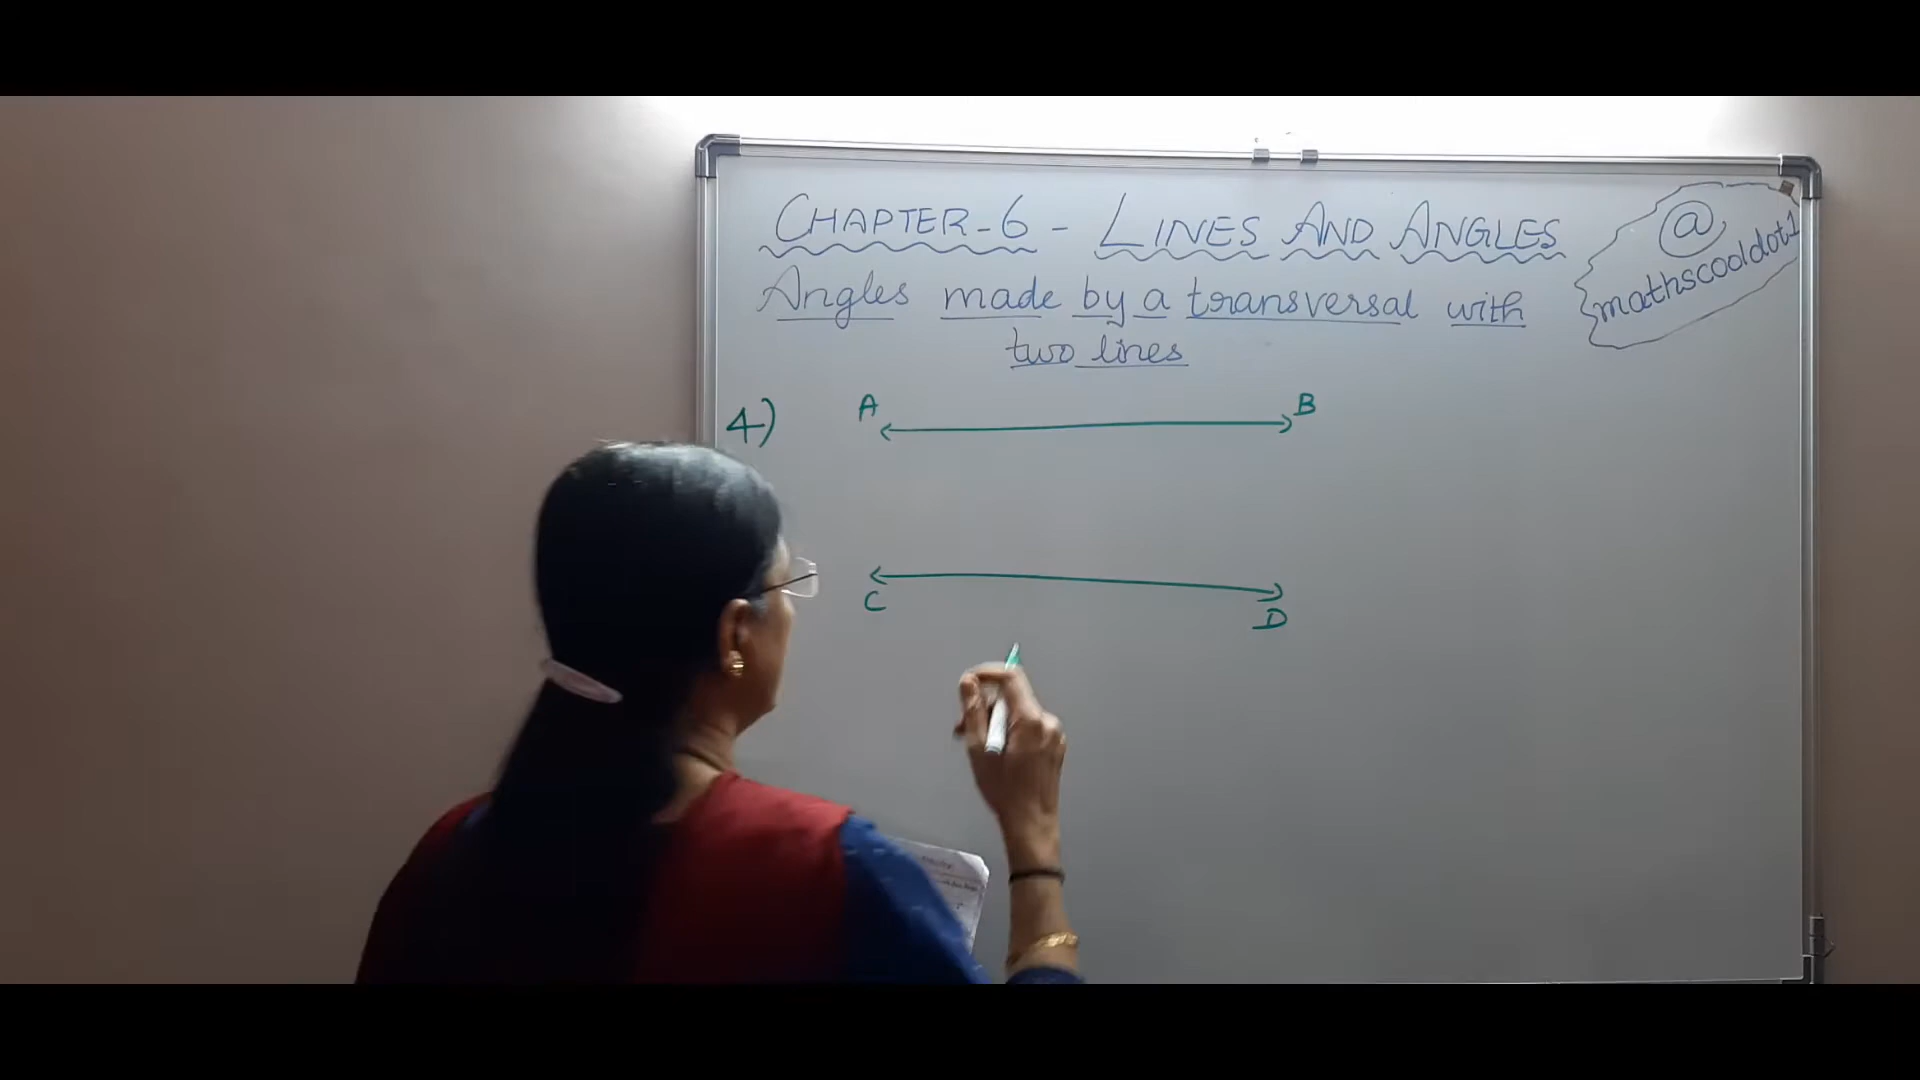 CHAPTER-6 - LINES AND ANGLES
@
mathscooldot1
Angles made by a transversal with
two lines
4)
A
B
C
D